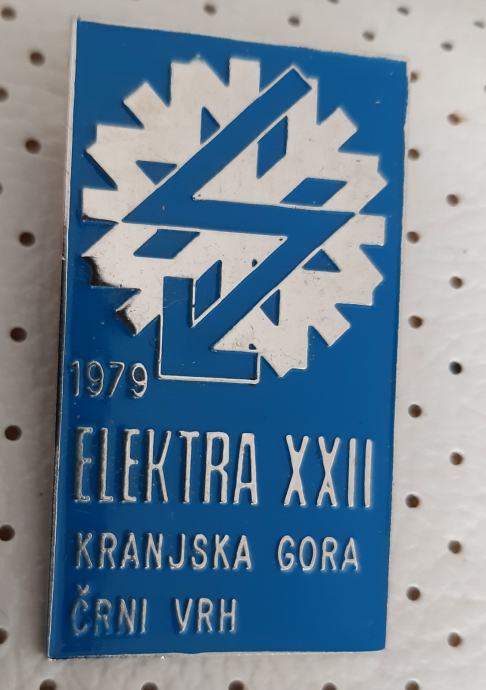 1979
ELEKTRA XXII
KRANJSKA GORA
ČRNI VRH